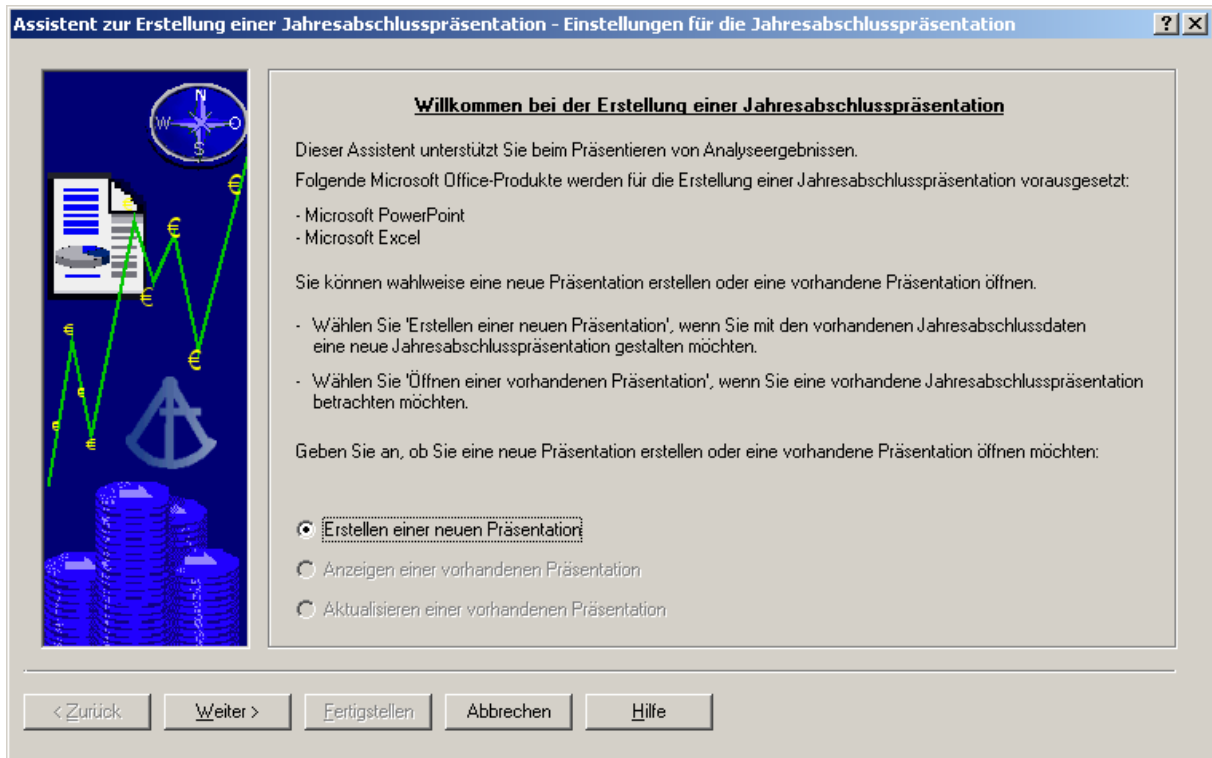 Assistent zur Erstellung einer Jahresabschlusspräsentation - Einstellungen für die Jahresabschlusspräsentation
N
W
O
S
Willkommen bei der Erstellung einer Jahresabschlusspräsentation
Dieser Assistent unterstützt Sie beim Präsentieren von Analyseergebnissen.
Folgende Microsoft Office-Produkte werden für die Erstellung einer Jahresabschlusspräsentation vorausgesetzt:
- Microsoft PowerPoint
- Microsoft Excel
Sie können wahlweise eine neue Präsentation erstellen oder eine vorhandene Präsentation öffnen.
- Wählen Sie 'Erstellen einer neuen Präsentation', wenn Sie mit den vorhandenen Jahresabschlussdaten
eine neue Jahresabschlusspräsentation gestalten möchten.
- Wählen Sie 'Öffnen einer vorhandenen Präsentation', wenn Sie eine vorhandene Jahresabschlusspräsentation
betrachten möchten.
Geben Sie an, ob Sie eine neue Präsentation erstellen oder eine vorhandene Präsentation öffnen möchten:
Erstellen einer neuen Präsentation
Anzeigen einer vorhandenen Präsentation
Aktualisieren einer vorhandenen Präsentation
< Zurück
Weiter >
Fertigstellen
Abbrechen
Hilfe